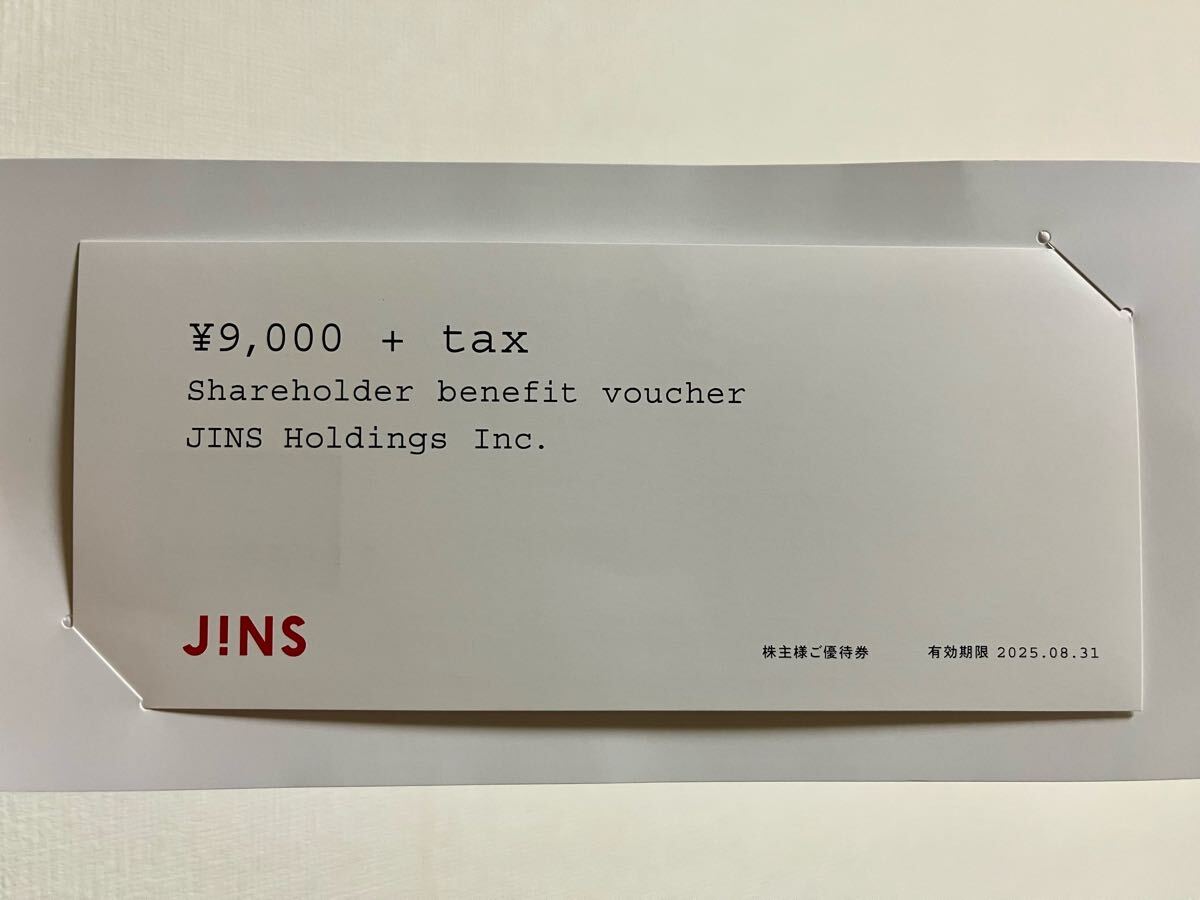 ¥9,000 + tax
Shareholder benefit voucher
JINS Holdings Inc.
J!NS
株主様ご優待券 有効期限 2025.08.31